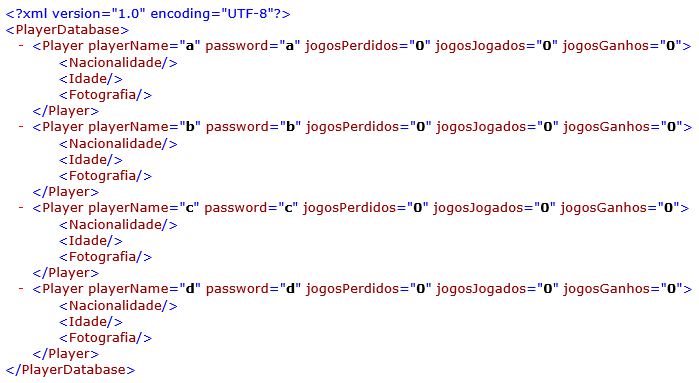 <?xml version="1.0" encoding="UTF-8"?>
<PlayerDatabase>
- <Player playerName="a" password="a" jogosPerdidos="0" jogosJogados="0" jogosGanhos="0">
<Nacionalidade/>
<Idade/>
<Fotografia/>
</Player>
- <Player playerName="b" password="b" jogosPerdidos="0" jogosJogados="0" jogosGanhos="0">
<Nacionalidade/>
<Idade/>
<Fotografia/>
</Player>
- <Player playerName="c" password="c" jogosPerdidos="0" jogosJogados="0" jogosGanhos="0">
<Nacionalidade/>
<Idade/>
<Fotografia/>
</Player>
- <Player playerName="d" password="d" jogosPerdidos="0" jogosJogados="0" jogosGanhos="0">
<Nacionalidade/>
<Idade/>
<Fotografia/>
</Player>
</PlayerDatabase>